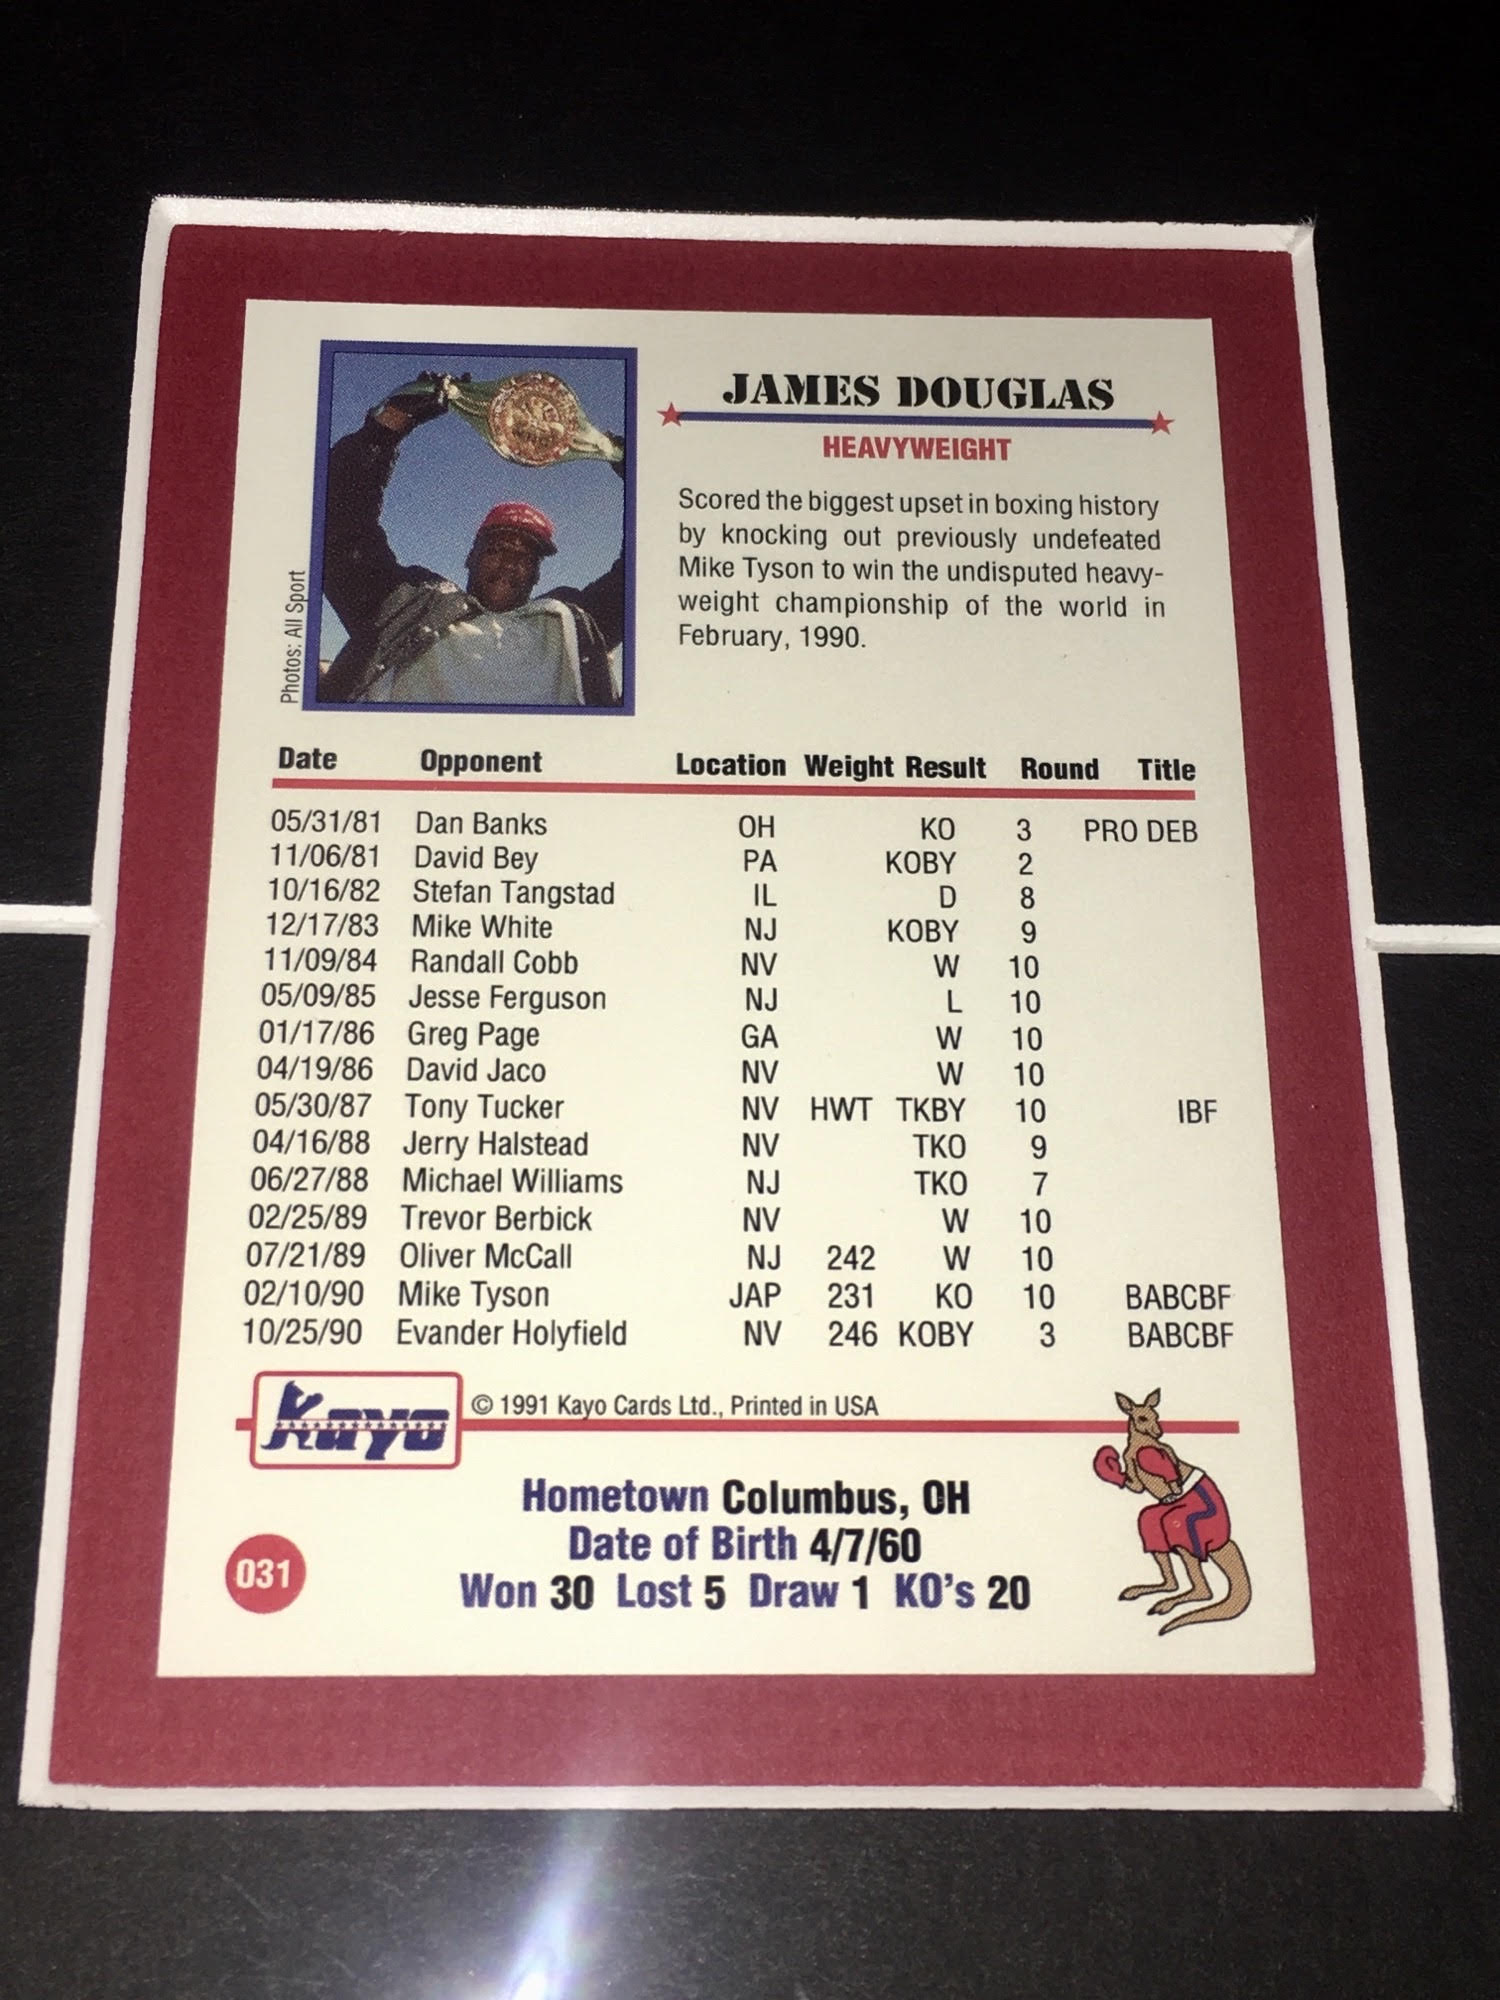 JAMES DOUGLAS
HEAVYWEIGHT
Scored the biggest upset in boxing history
by knocking out previously undefeated
Mike Tyson to win the undisputed heavy-
weight championship of the world in
February, 1990.
Photos: All Sport
Date Opponent Location Weight Result Round Title
05/31/81 Dan Banks OH KO 3 PRO DEB
11/06/81 David Bey PA KOBY 2
10/16/82 Stefan Tangstad IL D 8
12/17/83 Mike White NJ KOBY 9
11/09/84 Randall Cobb NV W 10
05/09/85 Jesse Ferguson NJ L 10
01/17/86 Greg Page GA W 10
04/19/86 David Jaco NV W 10
05/30/87 Tony Tucker NV HWT TKBY 10 IBF
04/16/88 Jerry Halstead NV TKO 9
06/27/88 Michael Williams NJ TKO 7
02/25/89 Trevor Berbick NV W 10
07/21/89 Oliver McCall NJ 242 W 10
02/10/90 Mike Tyson JAP 231 KO 10 BABCBF
10/25/90 Evander Holyfield NV 246 KOBY 3 BABCBF
Kayo © 1991 Kayo Cards Ltd., Printed in USA
Hometown Columbus, OH
Date of Birth 4/7/60
031
Won 30 Lost 5 Draw 1 KO's 20